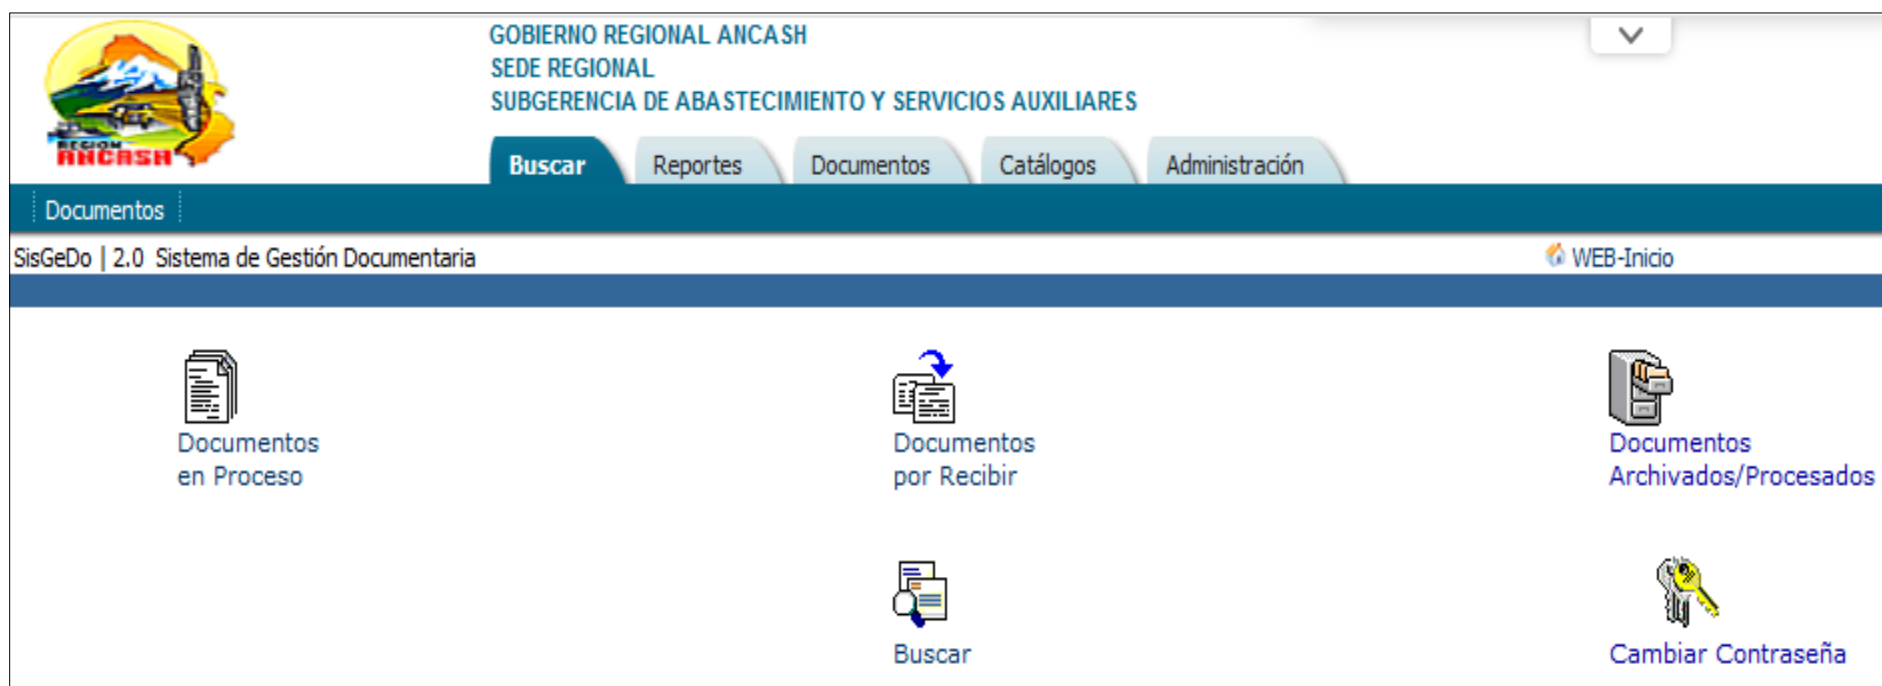 GOBIERNO REGIONAL ANCASH
SEDE REGIONAL
SUBGERENCIA DE ABASTECIMIENTO Y SERVICIOS AUXILIARES
REGION
ANCASH
Buscar
Reportes
Documentos
Catálogos
Administración
Documentos
SisGeDo | 2.0 Sistema de Gestión Documentaria
WEB-Inicio
Documentos
en Proceso
Documentos
por Recibir
Documentos
Archivados/Procesados
Buscar
Cambiar Contraseña